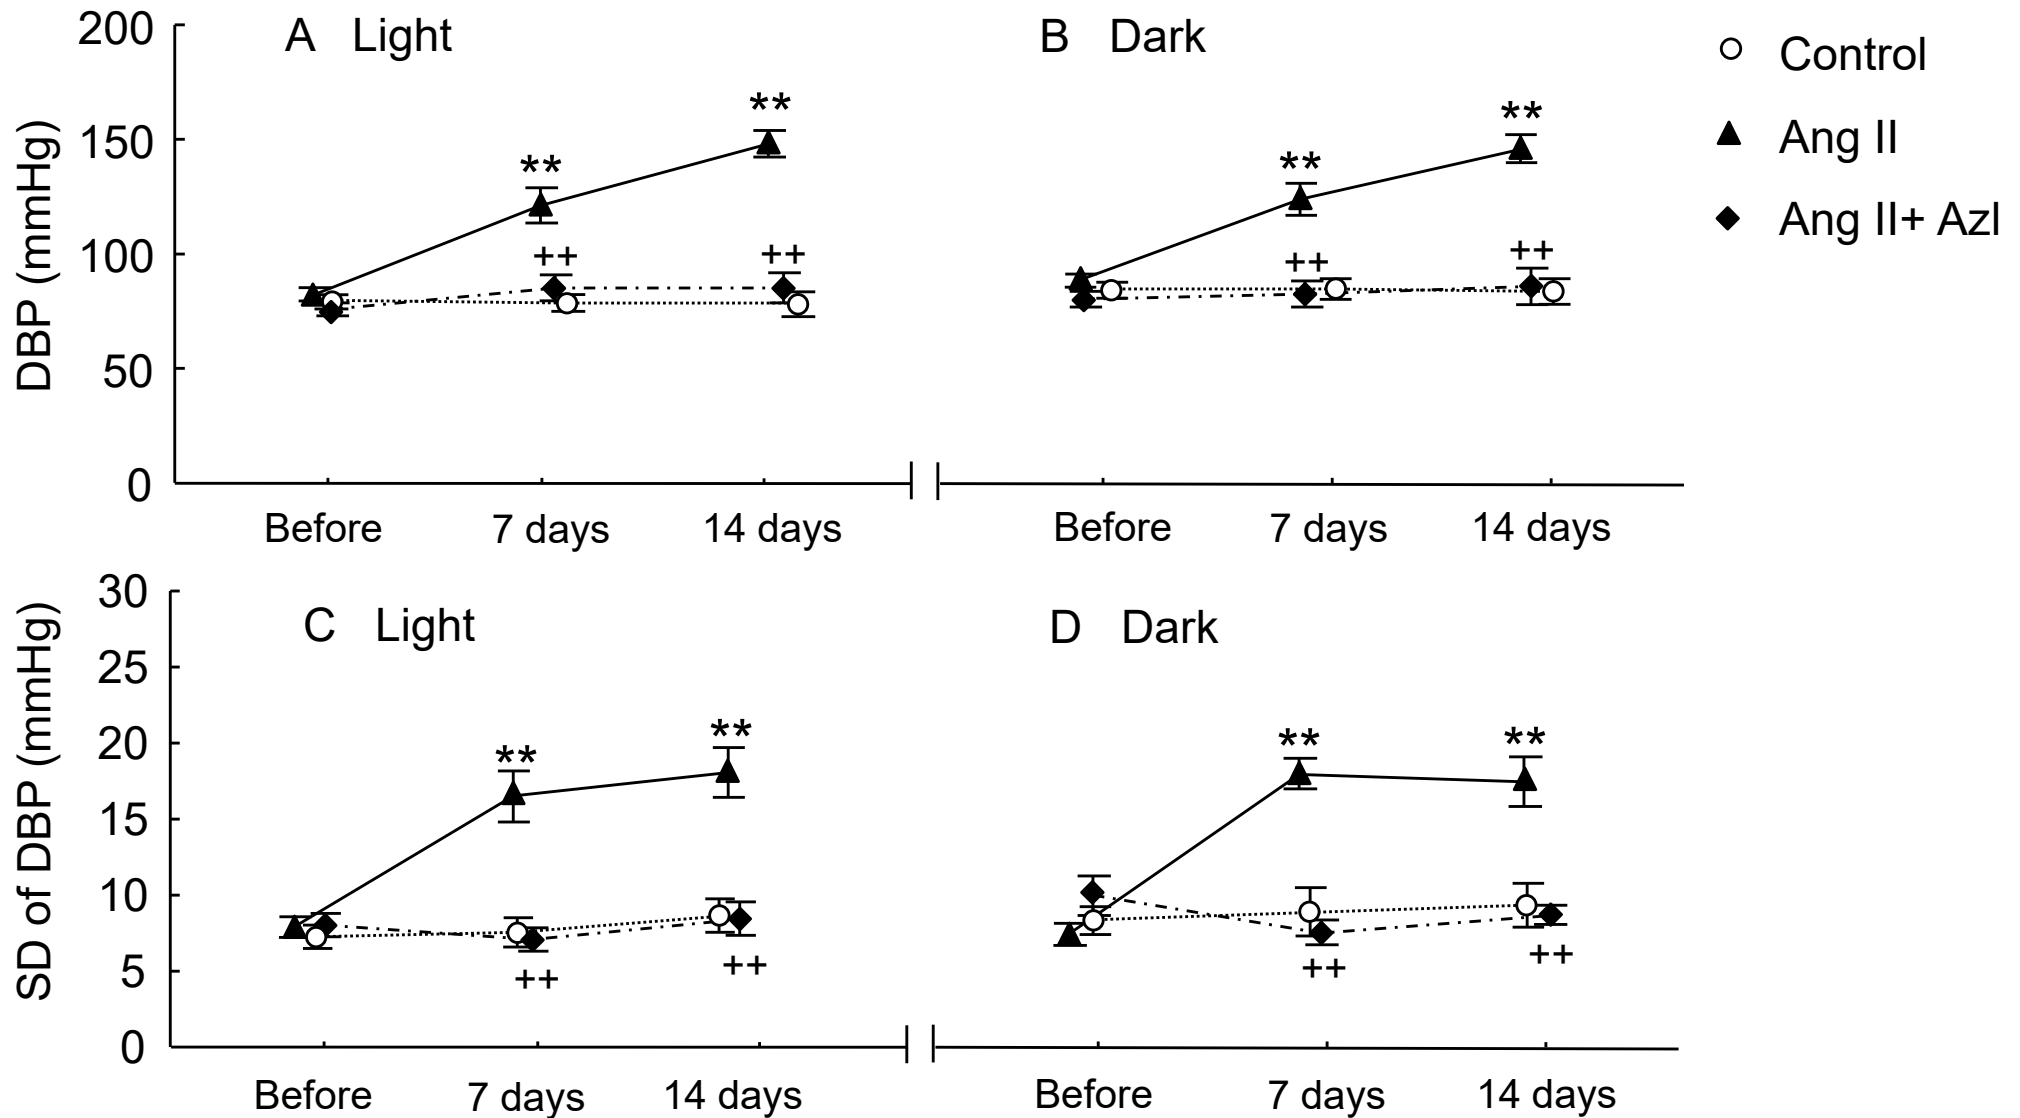 A Light
B Dark
Control
Ang II
Ang II+ Azl
DBP (mmHg)
200
150
100
50
0
**
**
++
++
**
**
++
++
Before
7 days
14 days
Before
7 days
14 days
C Light
D Dark
SD of DBP (mmHg)
30
25
20
15
10
5
0
**
**
++
++
**
**
++
++
Before
7 days
14 days
Before
7 days
14 days